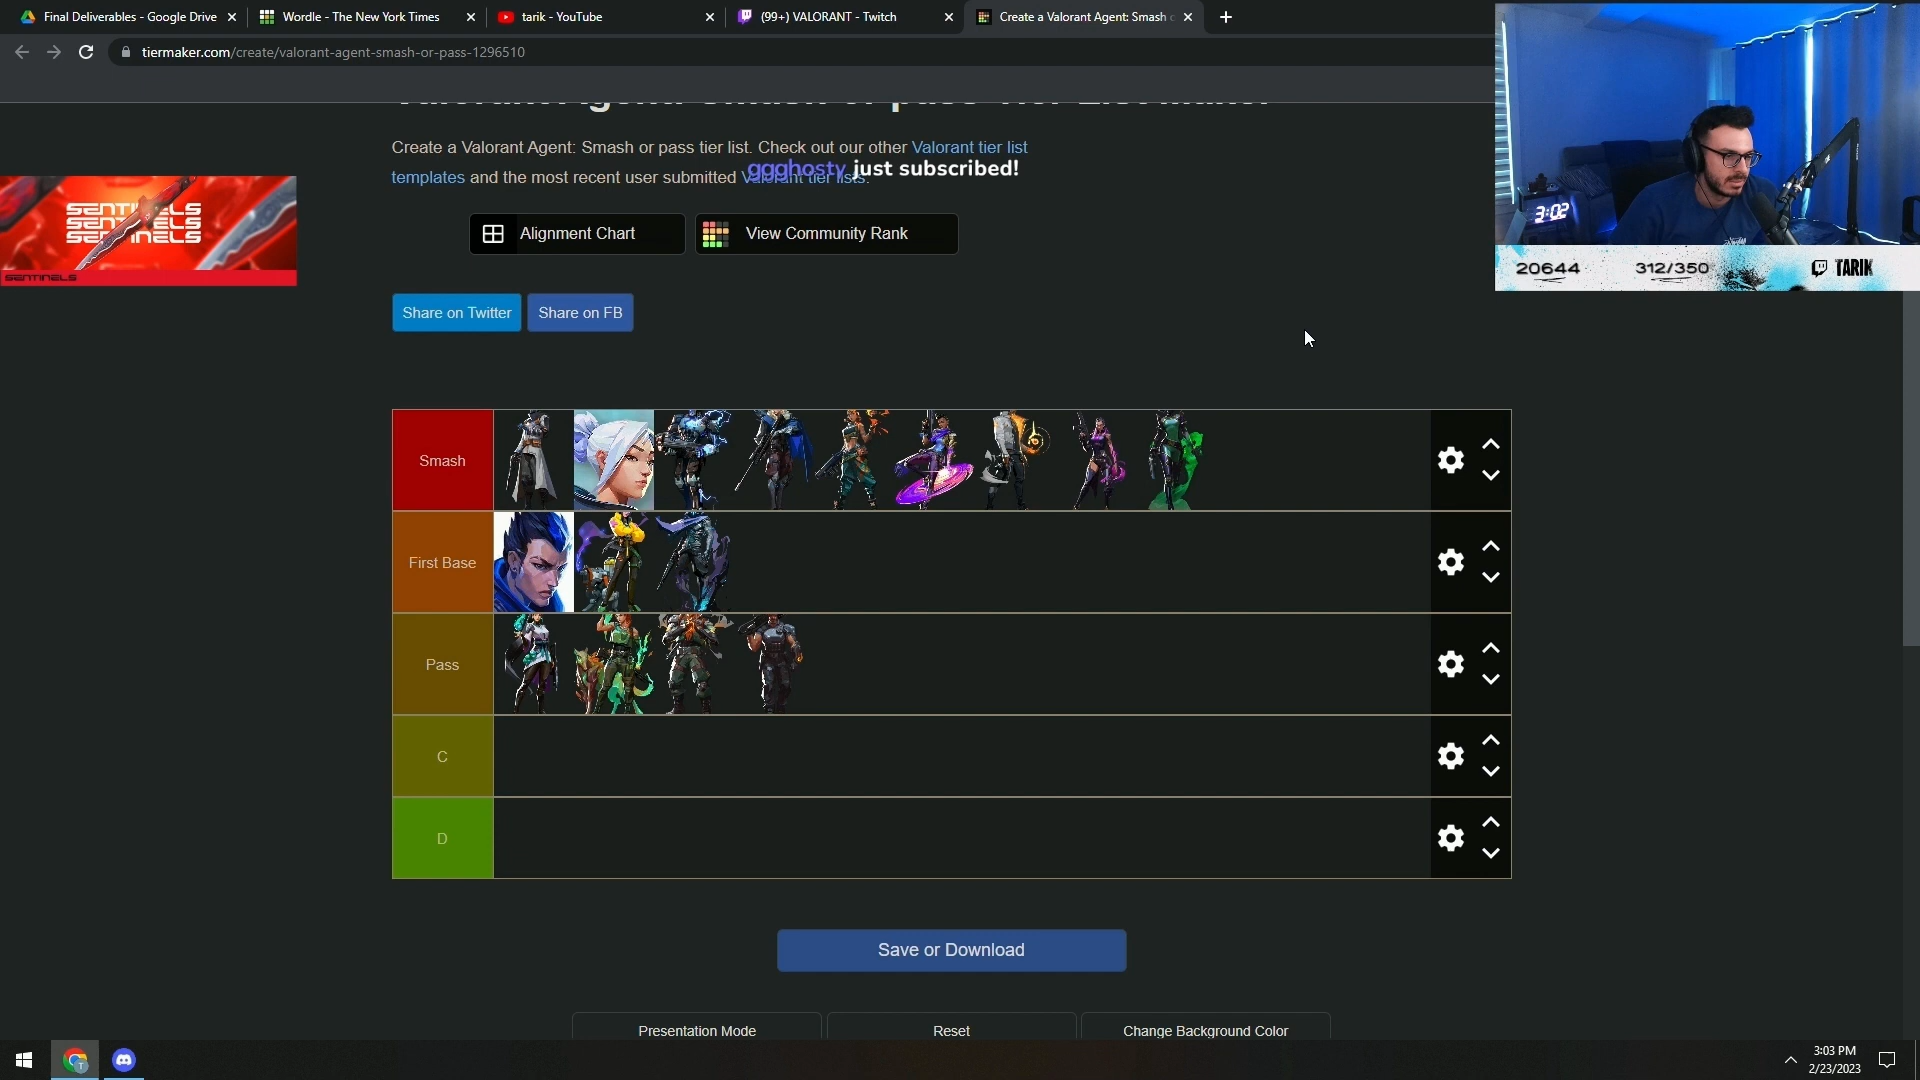 Final Deliverables - Google Drive
Wordle - The New York Times
tarik - YouTube
(99+) VALORANT - Twitch
Create a Valorant Agent: Smash
tiermaker.com/create/valorant-agent-smash-or-pass-1296510
Create a Valorant Agent: Smash or pass tier list. Check out our other Valorant tier list
templates and the most recent user submitted Valorant tier lists.
ggghosty just subscribed!
SENTINELS
SENTINELS
SENTINELS
SENTINELS
Alignment Chart
View Community Rank
3:02
20644
312/350
TARIK
Share on Twitter
Share on FB
Smash
First Base
Pass
C
D
Save or Download
Presentation Mode
Reset
Change Background Color
3:03 PM
2/23/2023